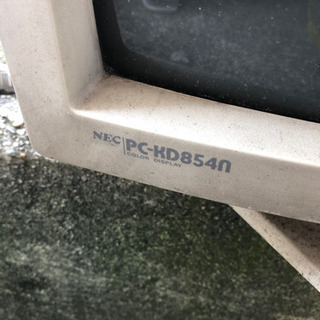 NEC PC-KD854n
COLOR DISPLAY